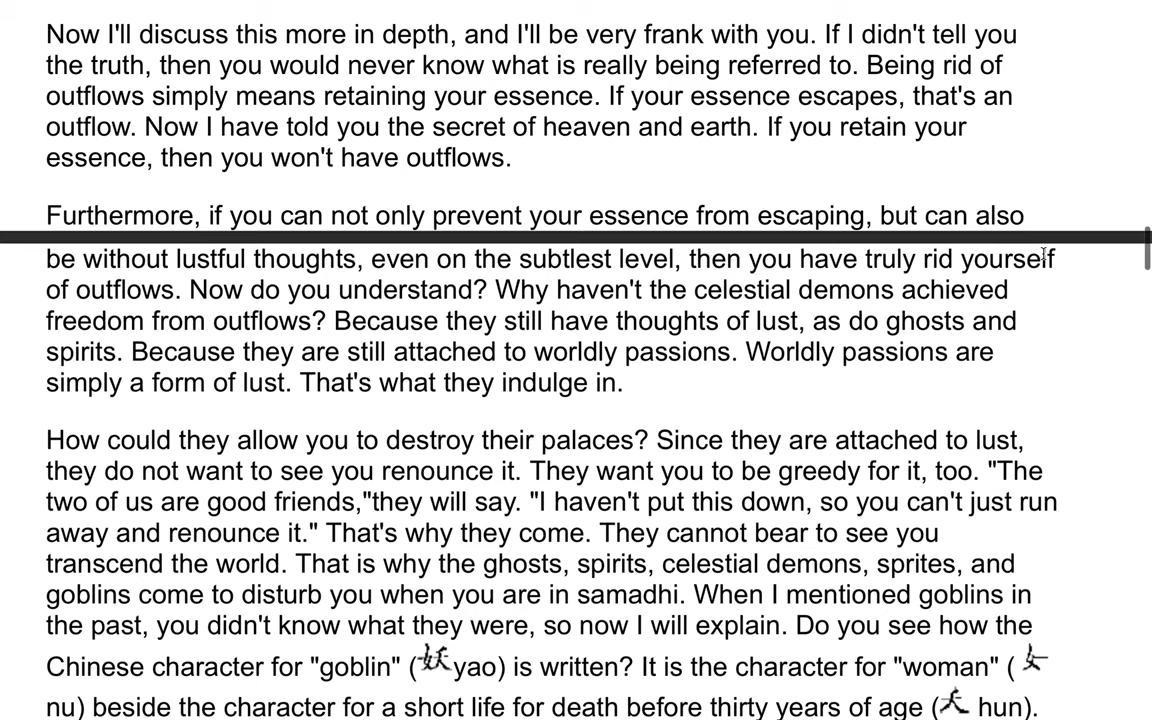 Now I'll discuss this more in depth, and I'll be very frank with you. If I didn't tell you
the truth, then you would never know what is really being referred to. Being rid of
outflows simply means retaining your essence. If your essence escapes, that's an
outflow. Now I have told you the secret of heaven and earth. If you retain your
essence, then you won't have outflows.
Furthermore, if you can not only prevent your essence from escaping, but can also
be without lustful thoughts, even on the subtlest level, then you have truly rid yourself
of outflows. Now do you understand? Why haven't the celestial demons achieved
freedom from outflows? Because they still have thoughts of lust, as do ghosts and
spirits. Because they are still attached to worldly passions. Worldly passions are
simply a form of lust. That's what they indulge in.
How could they allow you to destroy their palaces? Since they are attached to lust,
they do not want to see you renounce it. They want you to be greedy for it, too. "The
two of us are good friends,"they will say. "I haven't put this down, so you can't just run
away and renounce it." That's why they come. They cannot bear to see you
transcend the world. That is why the ghosts, spirits, celestial demons, sprites, and
goblins come to disturb you when you are in samadhi. When I mentioned goblins in
the past, you didn't know what they were, so now I will explain. Do you see how the
Chinese character for "goblin" (妖yao) is written? It is the character for "woman" (女
nu) beside the character for a short life for death before thirty years of age (夭 hun).